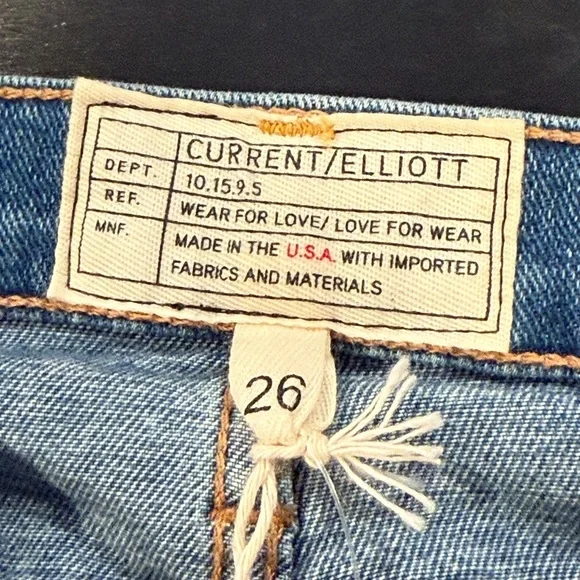 CURRENT/ELLIOTT
DEPT. 10.15.9.5
REF. WEAR FOR LOVE/ LOVE FOR WEAR
MNF. MADE IN THE U.S.A. WITH IMPORTED
FABRICS AND MATERIALS
26